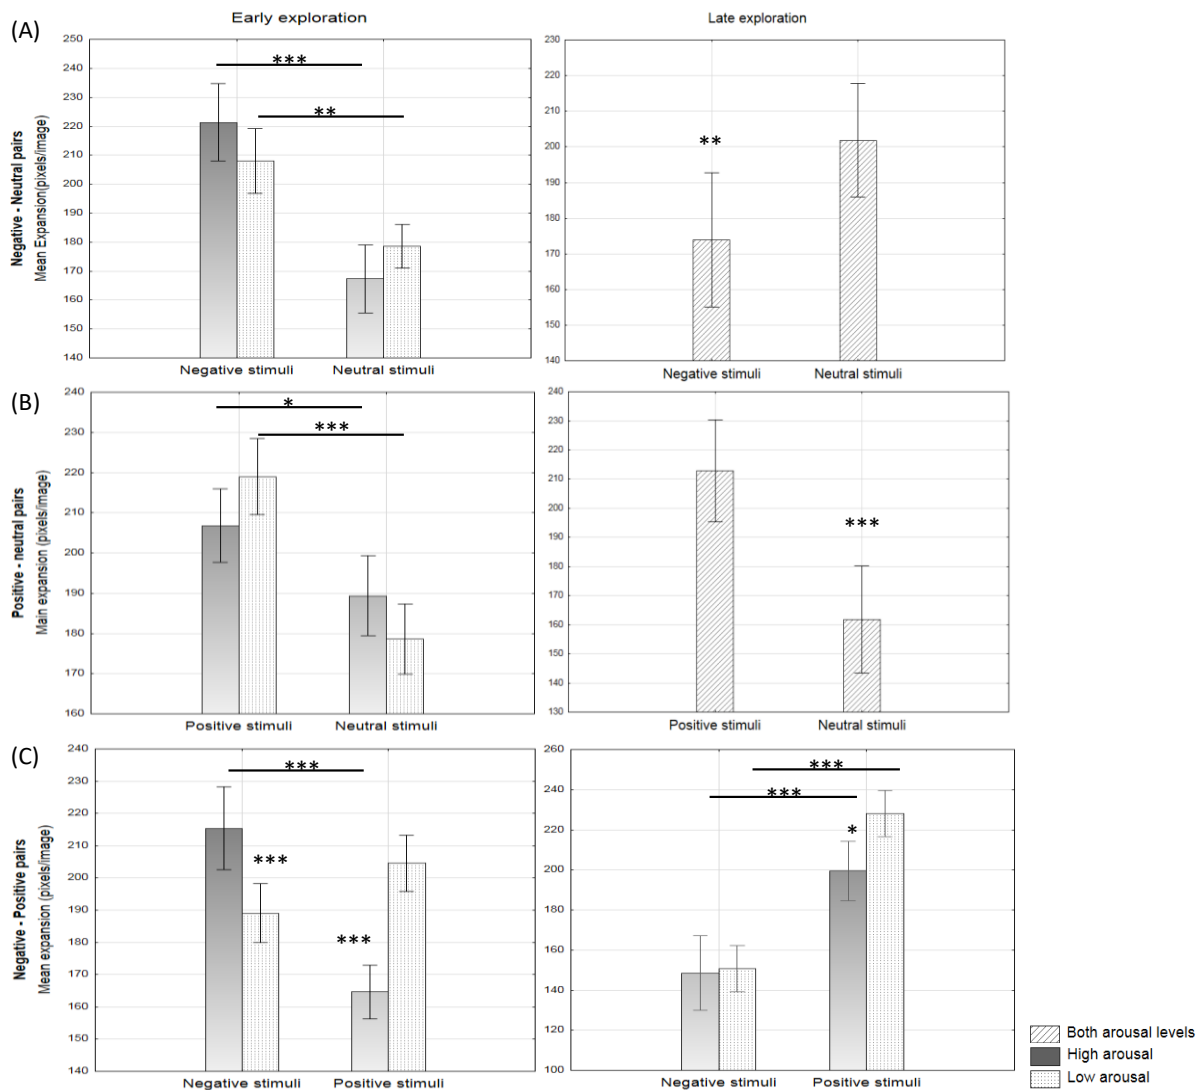 Early exploration
Late exploration
(A)
Negative - Neutral pairs
Mean Expansion(pixels/image)
250
240
230
220
210
200
190
180
170
160
150
140
***
**
Negative stimuli
Neutral stimuli
230
220
210
200
190
180
170
160
150
140
**
Negative stimuli
Neutral stimuli
(B)
Positive - neutral pairs
Main expansion (pixels/image)
240
230
220
210
200
190
180
170
160
*
***
Positive stimuli
Neutral stimuli
240
230
220
210
200
190
180
170
160
150
140
130
***
Positive stimuli
Neutral stimuli
(C)
Negative - Positive pairs
Mean expansion (pixels/image)
240
230
220
210
200
190
180
170
160
150
140
***
***
***
Negative stimuli
Positive stimuli
260
240
220
200
180
160
140
120
100
***
***
*
Negative stimuli
Positive stimuli
Both arousal levels
High arousal
Low arousal